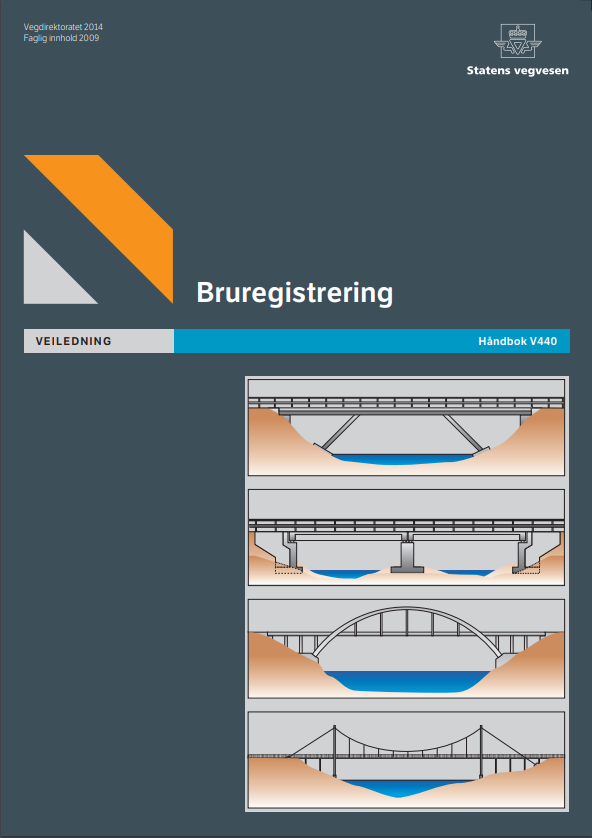 Vegdirektoratet 2014
Faglig innhold 2009
Statens vegvesen
Bruregistrering
VEILEDNING
Håndbok V440